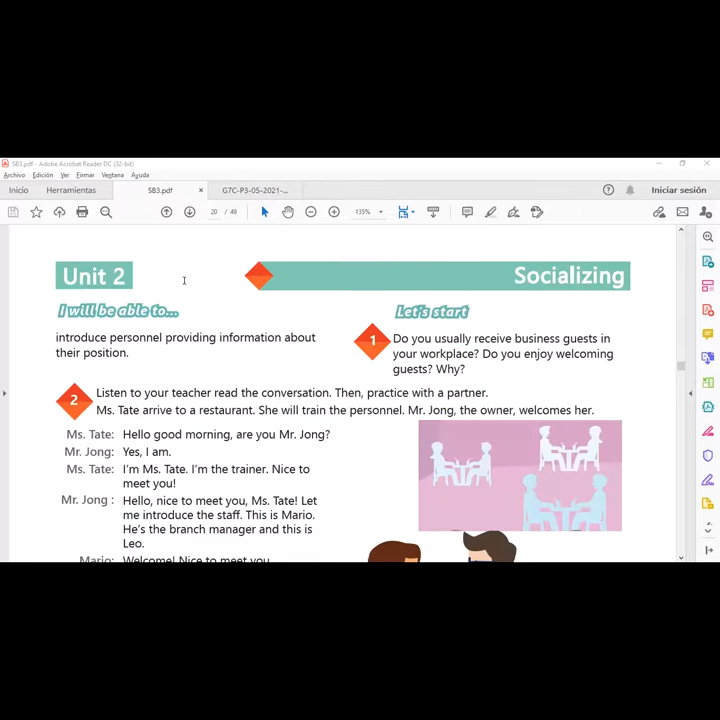 SB3.pdf - Adobe Acrobat Reader DC (32-bit)
Archivo Edición Ver Firmar Ventana Ayuda
Inicio Herramientas SB3.pdf × G7C-P3-05-2021-... Iniciar sesión
20 / 49 135%
Unit 2 Socializing
I will be able to...
introduce personnel providing information about
their position.
Let's start
1 Do you usually receive business guests in
your workplace? Do you enjoy welcoming
guests? Why?
2 Listen to your teacher read the conversation. Then, practice with a partner.
Ms. Tate arrive to a restaurant. She will train the personnel. Mr. Jong, the owner, welcomes her.
Ms. Tate: Hello good morning, are you Mr. Jong?
Mr. Jong: Yes, I am.
Ms. Tate: I'm Ms. Tate. I'm the trainer. Nice to
meet you!
Mr. Jong : Hello, nice to meet you, Ms. Tate! Let
me introduce the staff. This is Mario.
He's the branch manager and this is
Leo.
Mario: Welcome! Nice to meet you